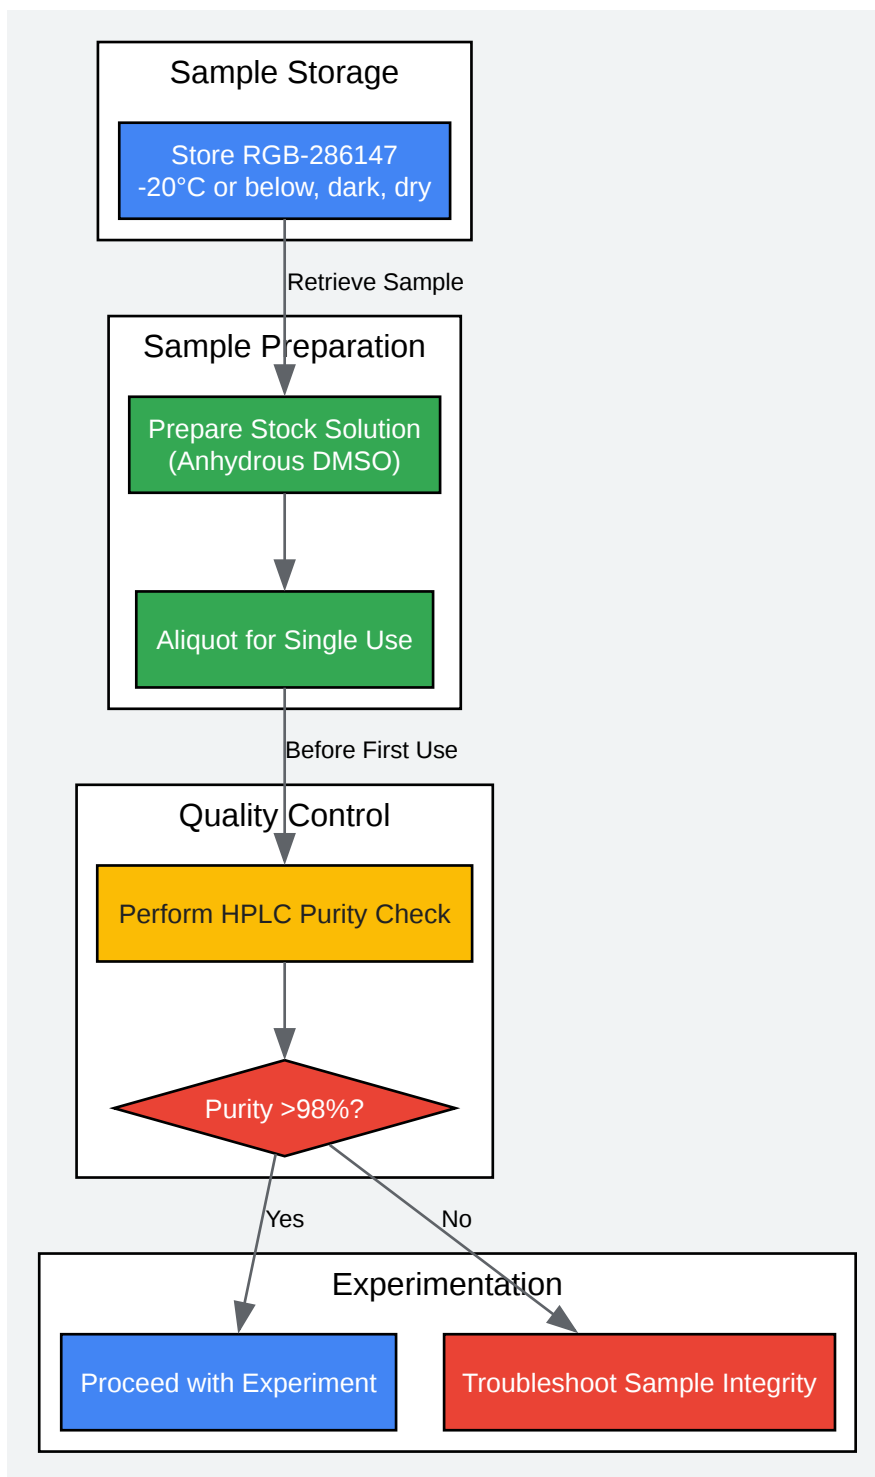 Sample Storage
Store RGB-286147
-20°C or below, dark, dry
Retrieve Sample
Sample Preparation
Prepare Stock Solution
(Anhydrous DMSO)
Aliquot for Single Use
Before First Use
Quality Control
Perform HPLC Purity Check
Purity >98%?
Yes
No
Experimentation
Proceed with Experiment
Troubleshoot Sample Integrity